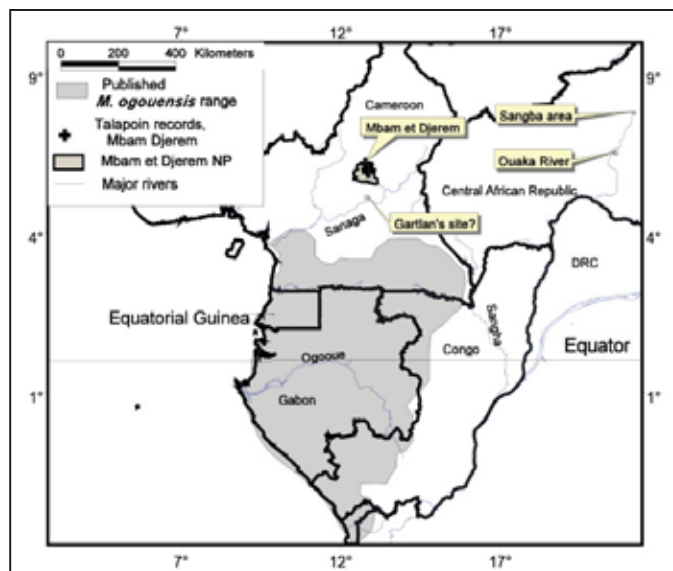 7°
12°
17°
0 200 400 Kilometers
Published
M. ogouensis range
Talapoin records,
Mbam Djerem
Mbam et Djerem NP
Major rivers
9°
9°
Cameroon
Mbam et Djerem
Sangba area
Ouaka River
Central African Republic
Gartlan's site?
Sanaga
4°
4°
DRC
Equatorial Guinea
Sangha
Ogooue
Congo
Equator
Gabon
1°
1°
7°
12°
17°